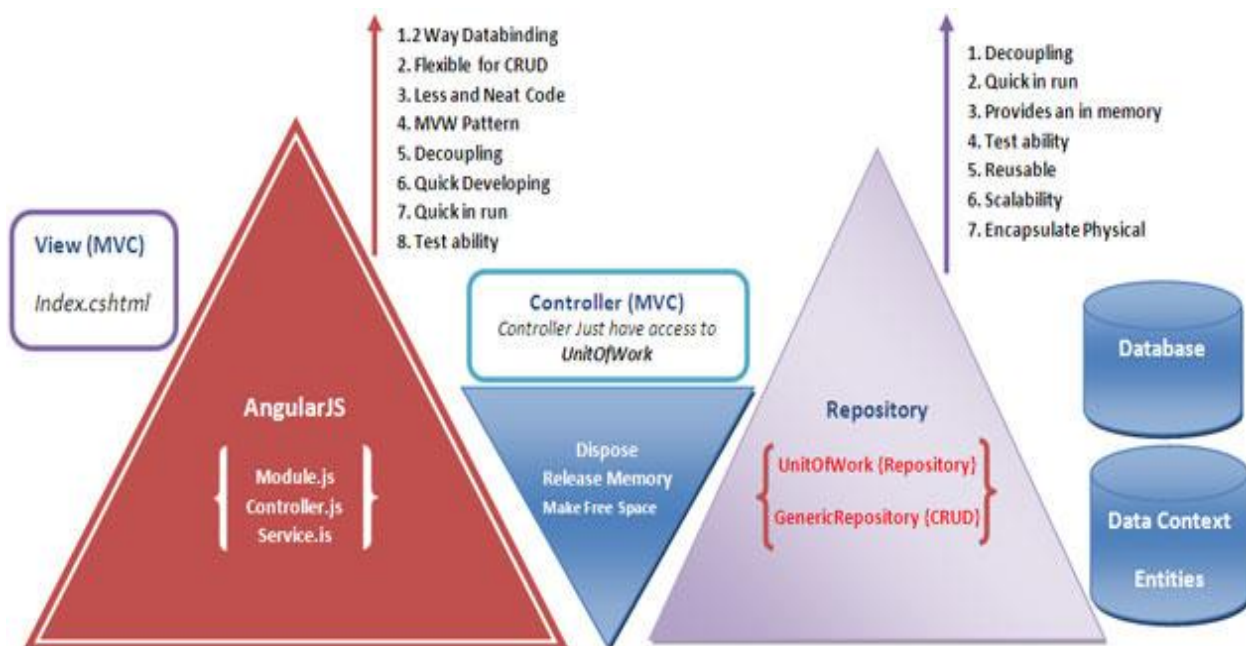 1.2 Way Databinding
2. Flexible for CRUD
3. Less and Neat Code
4. MVW Pattern
5. Decoupling
6. Quick Developing
7. Quick in run
8. Test ability
1. Decoupling
2. Quick in run
3. Provides an in memory
4. Test ability
5. Reusable
6. Scalability
7. Encapsulate Physical
View (MVC)
Index.cshtml
AngularJS
Module.js
Controller.js
Service.is
Controller (MVC)
Controller Just have access to
UnitOfWork
Dispose
Release Memory
Make Free Space
Repository
UnitOfWork {Repository}
GenericRepository {CRUD}
Database
Data Context
Entities